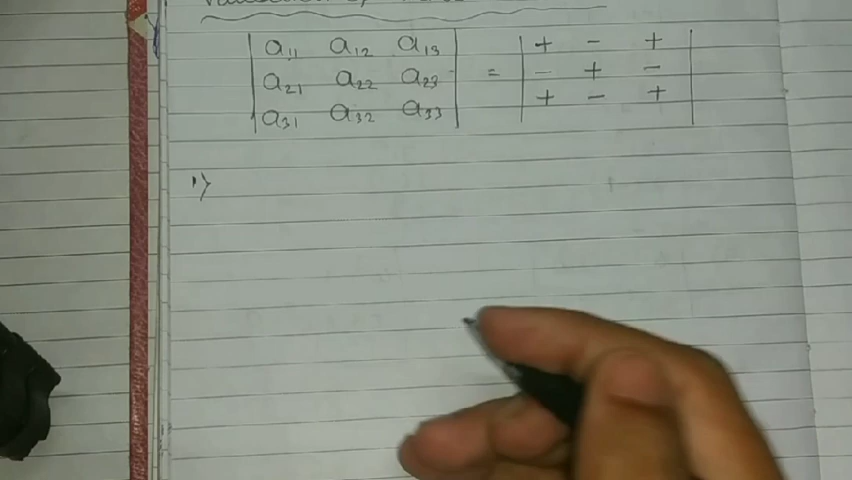 | a11 a12 a13 | = | + - + |
| a21 a22 a23 | | - + - |
| a31 a32 a33 | | + - + |
1)